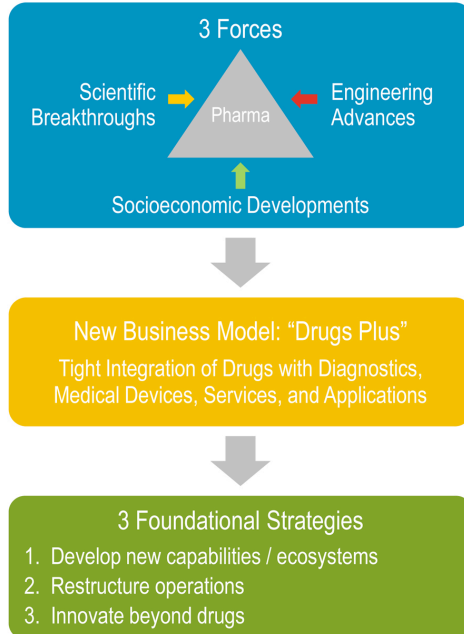 3 Forces
Scientific
Breakthroughs
Pharma
Engineering
Advances
Socioeconomic Developments
New Business Model: “Drugs Plus”
Tight Integration of Drugs with Diagnostics,
Medical Devices, Services, and Applications
3 Foundational Strategies
1. Develop new capabilities / ecosystems
2. Restructure operations
3. Innovate beyond drugs